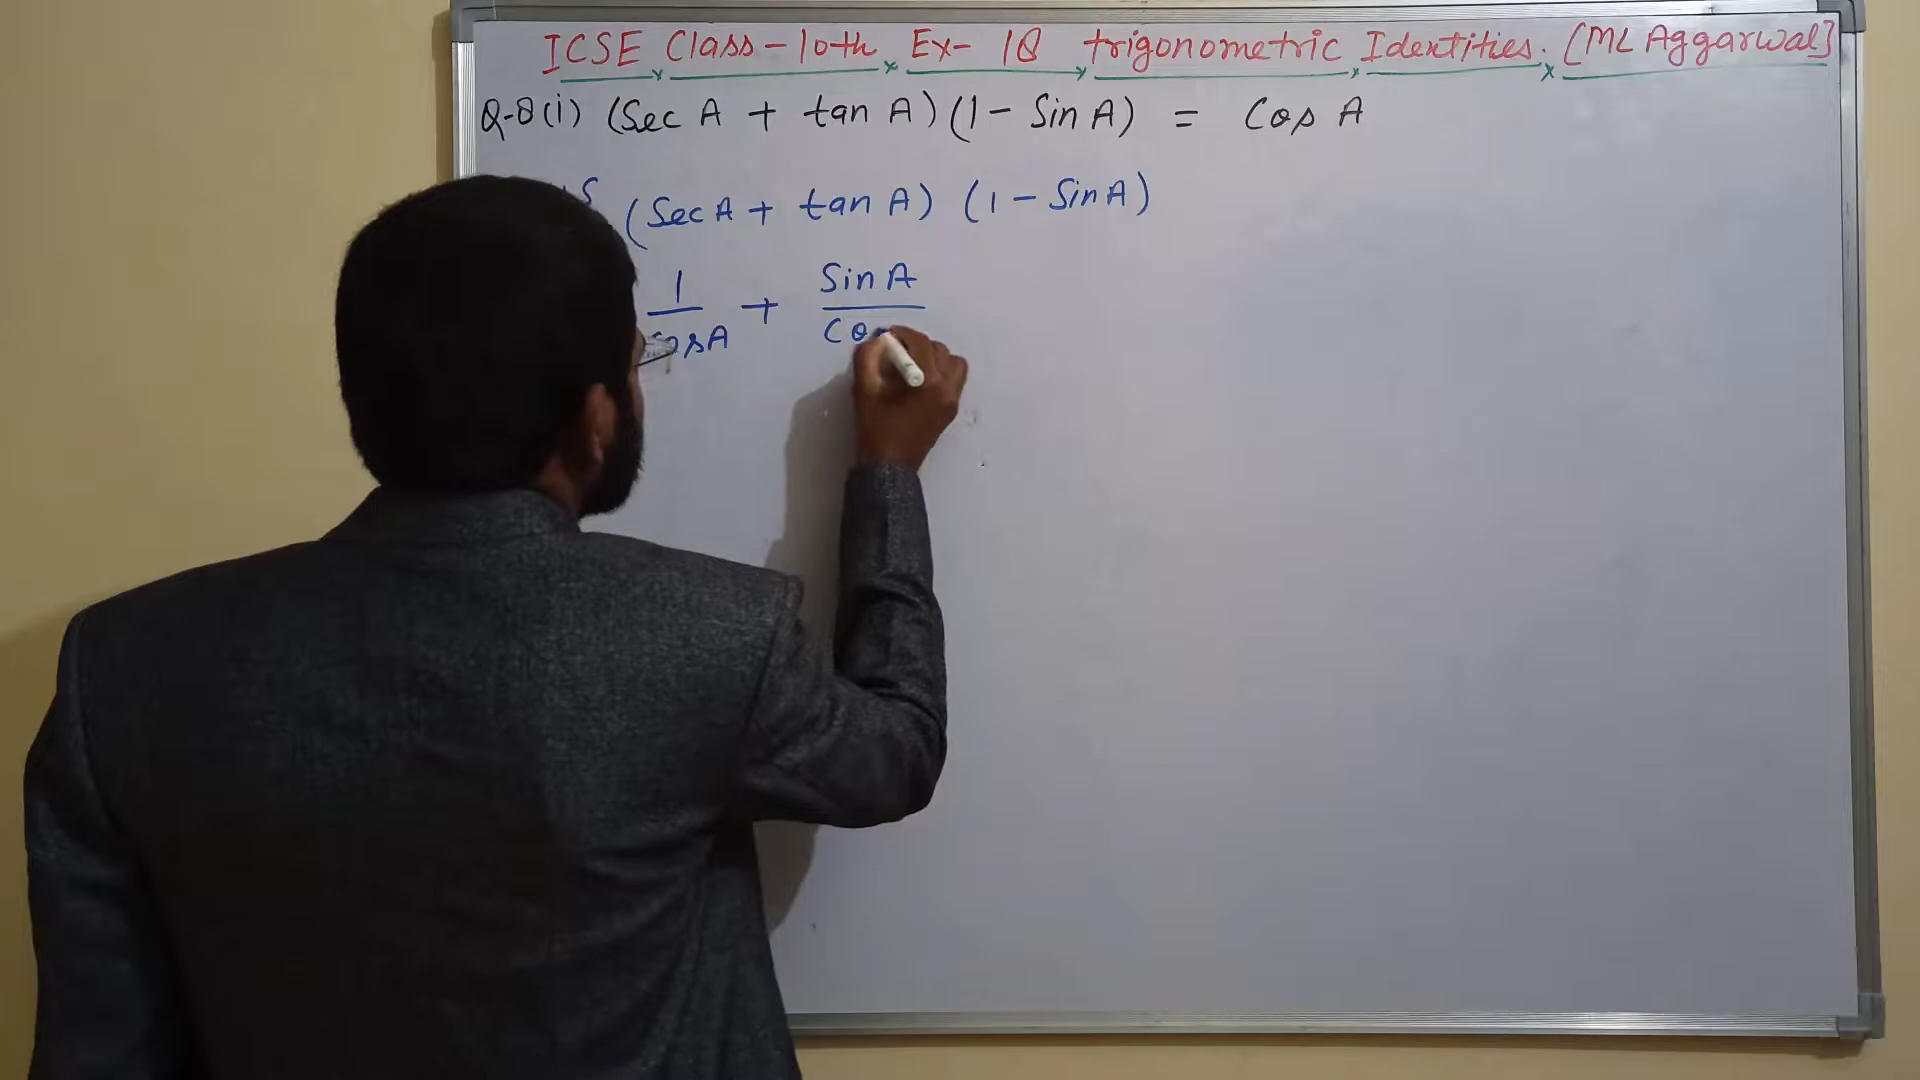 ICSE Class-10th Ex- 18 trigonometric Identities. [ML Aggarwal]
Q-8(i) (Sec A + tan A)(1 - Sin A) = Cos A
(Sec A + tan A) (1 - Sin A)
1 + Sin A
CosA